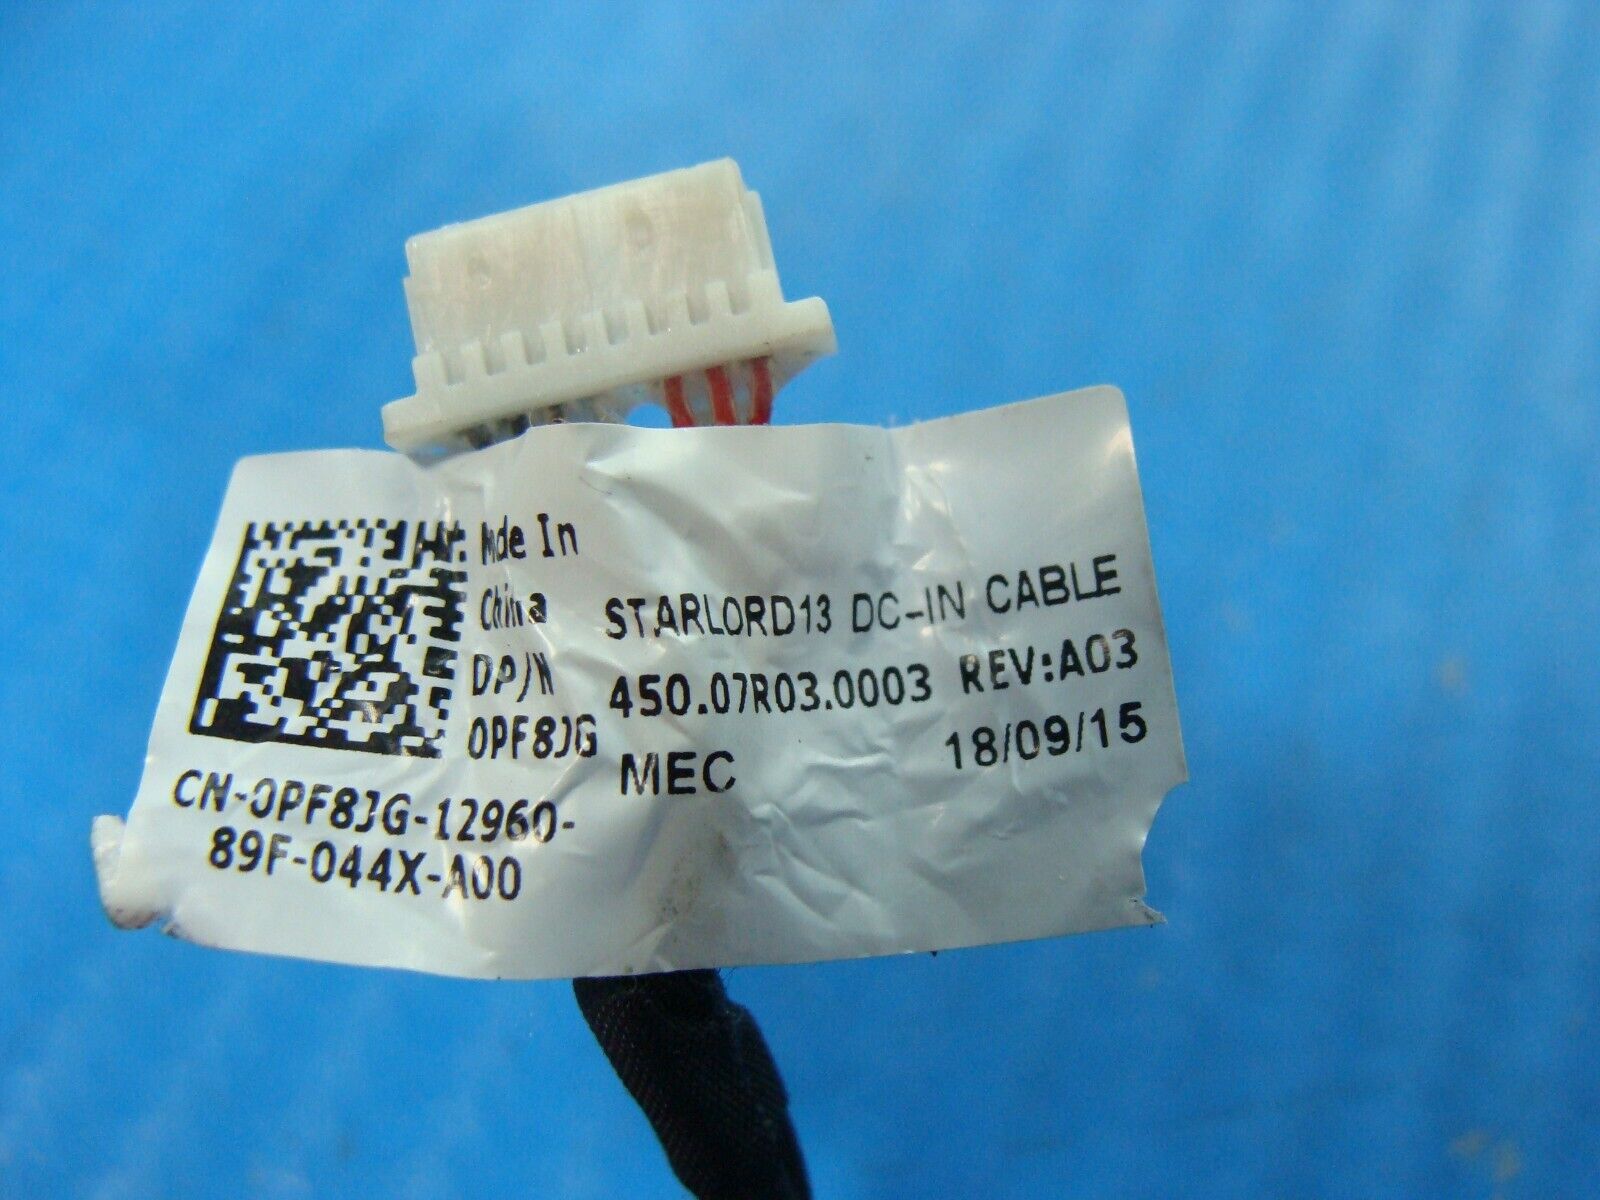 Made In
China
DP/N
0PF8JG
CN-0PF8JG-12960-
89F-044X-A00
STARLORD13 DC-IN CABLE
450.07R03.0003 REV:A03
MEC 18/09/15